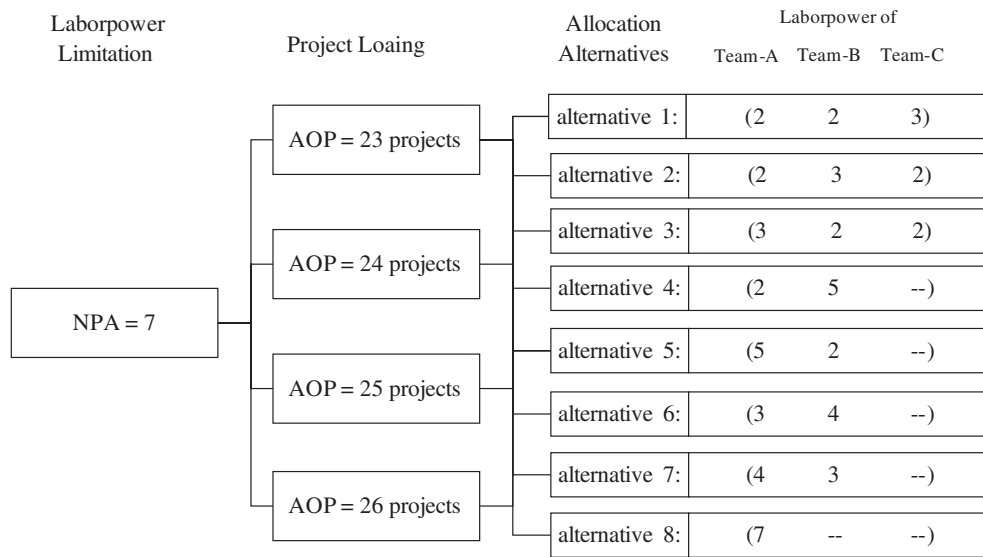 Laborpower
Limitation
Project Loaing
Allocation
Alternatives
Laborpower of
Team-A Team-B Team-C
NPA = 7
AOP = 23 projects
AOP = 24 projects
AOP = 25 projects
AOP = 26 projects
alternative 1: (2 2 3)
alternative 2: (2 3 2)
alternative 3: (3 2 2)
alternative 4: (2 5 --)
alternative 5: (5 2 --)
alternative 6: (3 4 --)
alternative 7: (4 3 --)
alternative 8: (7 -- --)